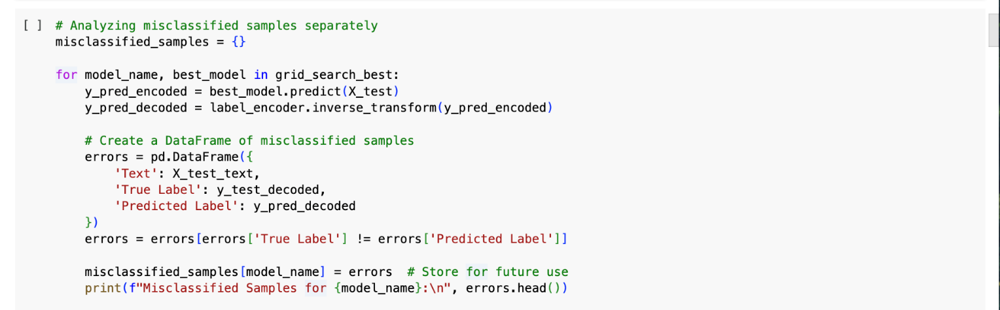 [ ] # Analyzing misclassified samples separately
misclassified_samples = {}
for model_name, best_model in grid_search_best:
    y_pred_encoded = best_model.predict(X_test)
    y_pred_decoded = label_encoder.inverse_transform(y_pred_encoded)
    # Create a DataFrame of misclassified samples
    errors = pd.DataFrame({
        'Text': X_test_text,
        'True Label': y_test_decoded,
        'Predicted Label': y_pred_decoded
    })
    errors = errors[errors['True Label'] != errors['Predicted Label']]
    misclassified_samples[model_name] = errors  # Store for future use
    print(f"Misclassified Samples for {model_name}:\n", errors.head())